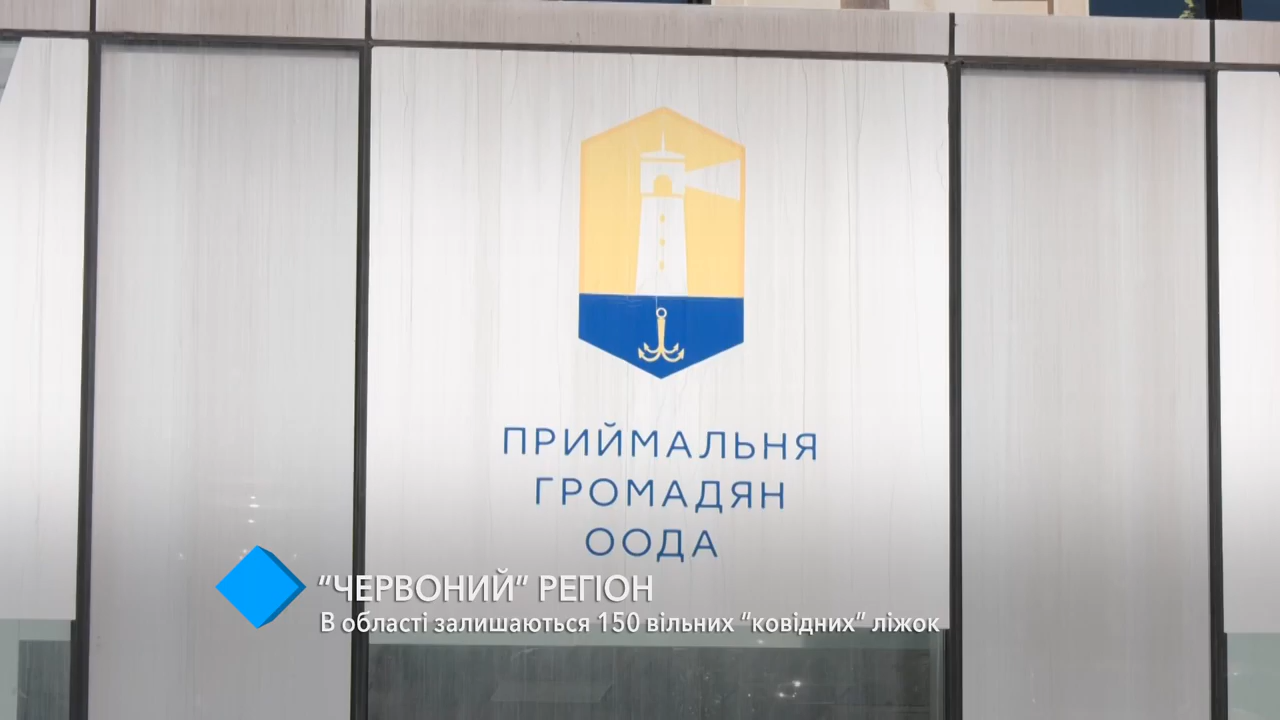 ПРИЙМАЛЬНЯ
ГРОМАДЯН
ООДА
“ЧЕРВОНИЙ” РЕГІОН
В області залишаються 150 вільних “ковідних” ліжок